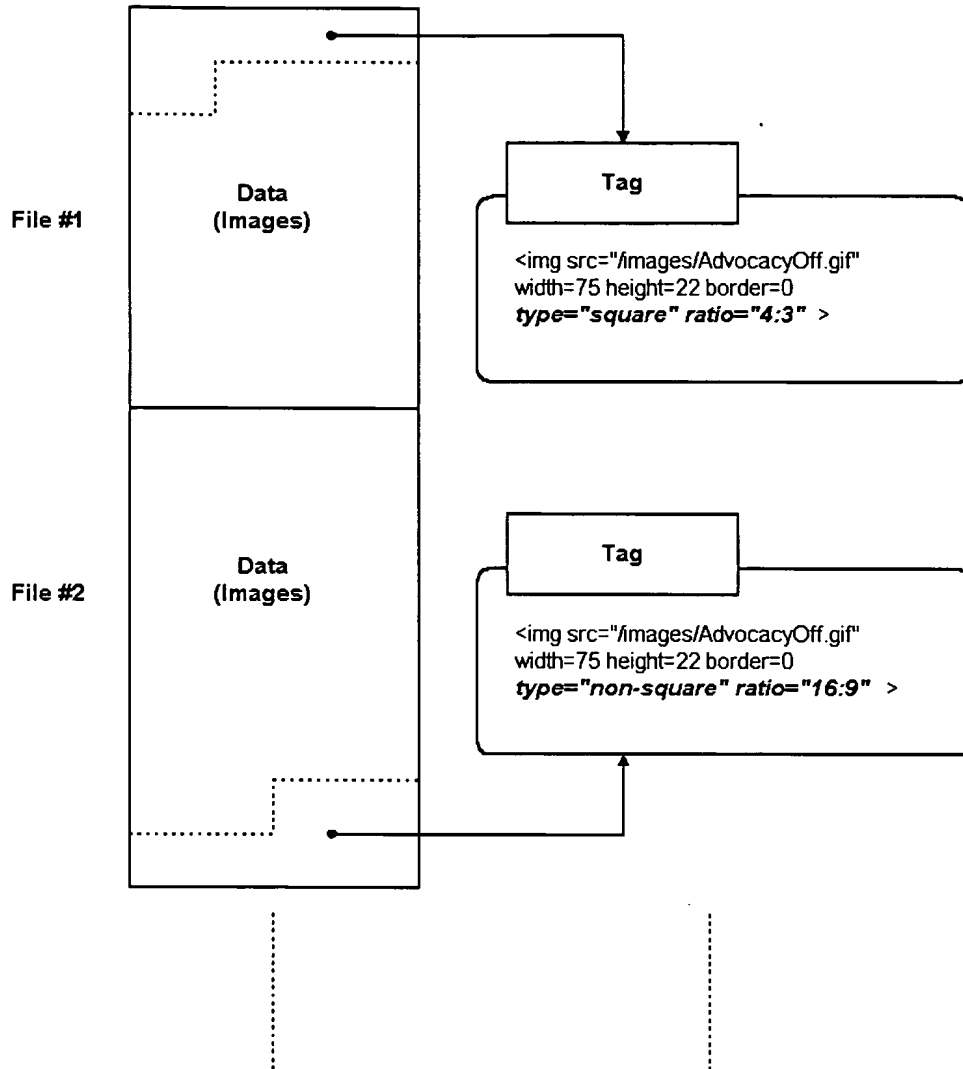 File #1
Data
(Images)
Tag
<img src="/images/AdvocacyOff.gif"
width=75 height=22 border=0
type="square" ratio="4:3" >
File #2
Data
(Images)
Tag
<img src="/images/AdvocacyOff.gif"
width=75 height=22 border=0
type="non-square" ratio="16:9" >